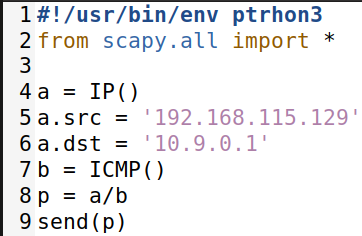 1 #!/usr/bin/env ptrhon3
2 from scapy.all import *
3
4 a = IP()
5 a.src = '192.168.115.129'
6 a.dst = '10.9.0.1'
7 b = ICMP()
8 p = a/b
9 send(p)